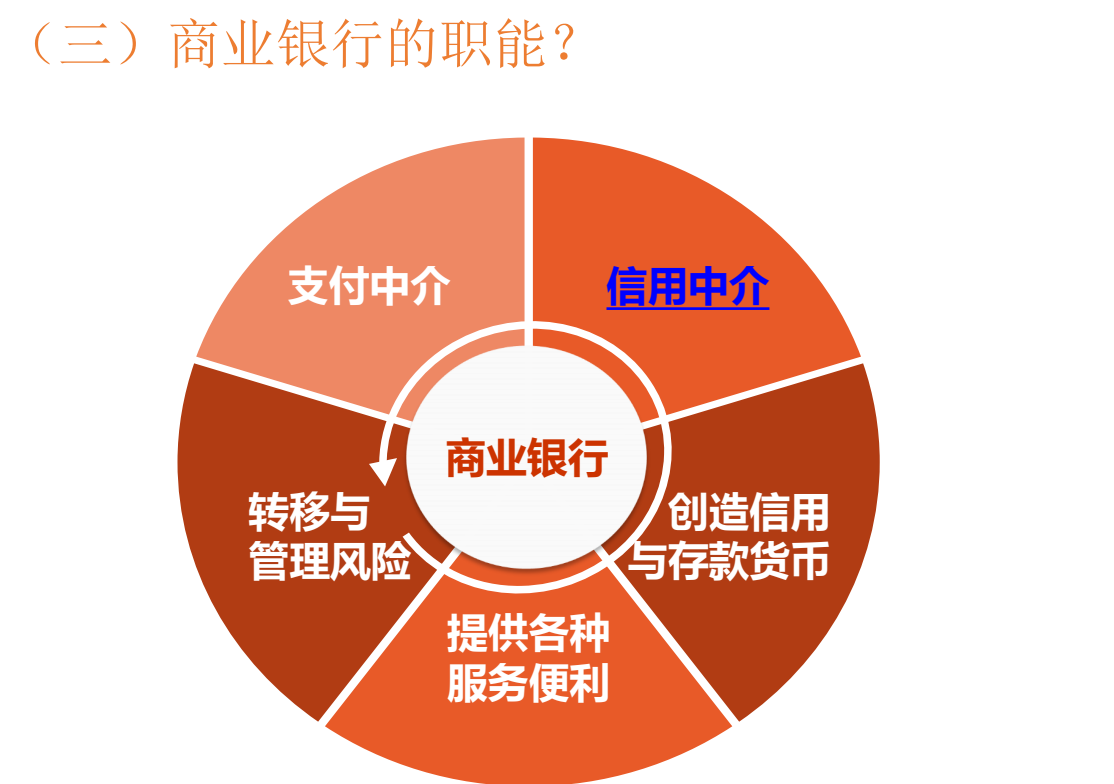 （三）商业银行的职能？
支付中介
信用中介
商业银行
转移与
管理风险
创造信用
与存款货币
提供各种
服务便利